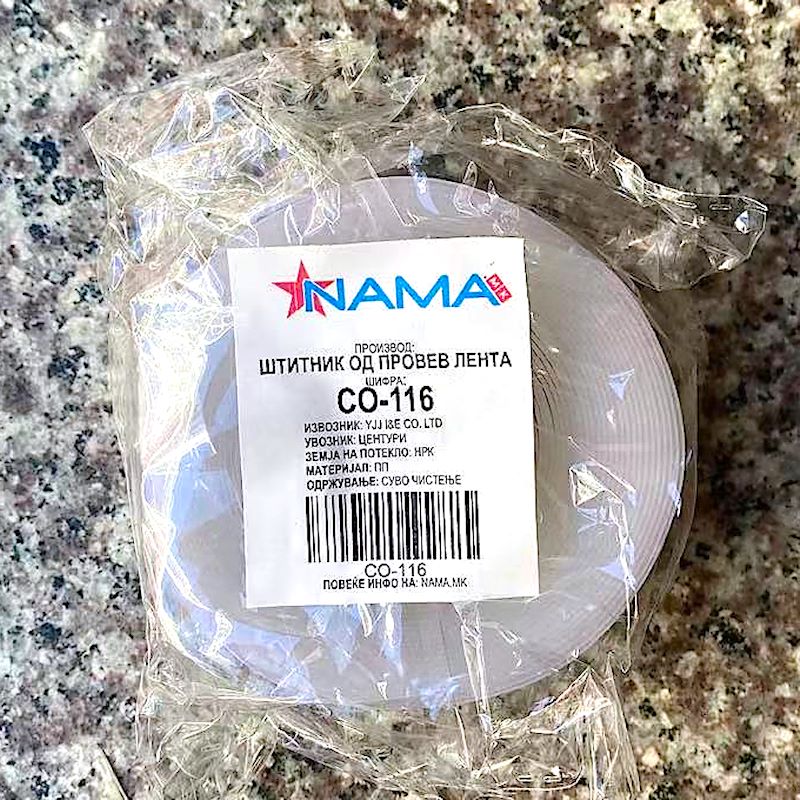 NAMA.MK
ПРОИЗВОД:
ШТИТНИК ОД ПРОВЕВ ЛЕНТА
ШИФРА:
CO-116
ИЗВОЗНИК: YJJ I&E CO. LTD
УВОЗНИК: ЦЕНТУРИ
ЗЕМЈА НА ПОТЕКЛО: НРК
МАТЕРИЈАЛ: ПП
ОДРЖУВАЊЕ: СУВО ЧИСТЕЊЕ
CO-116
ПОВЕЌЕ ИНФО НА: NAMA.MK